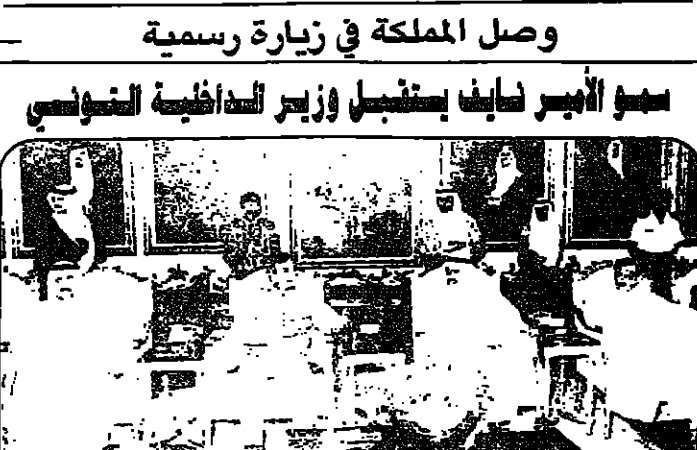 وصل المملكة في زيارة رسمية
سمو الأمير نايف يستقبل وزير الداخلية التونسي